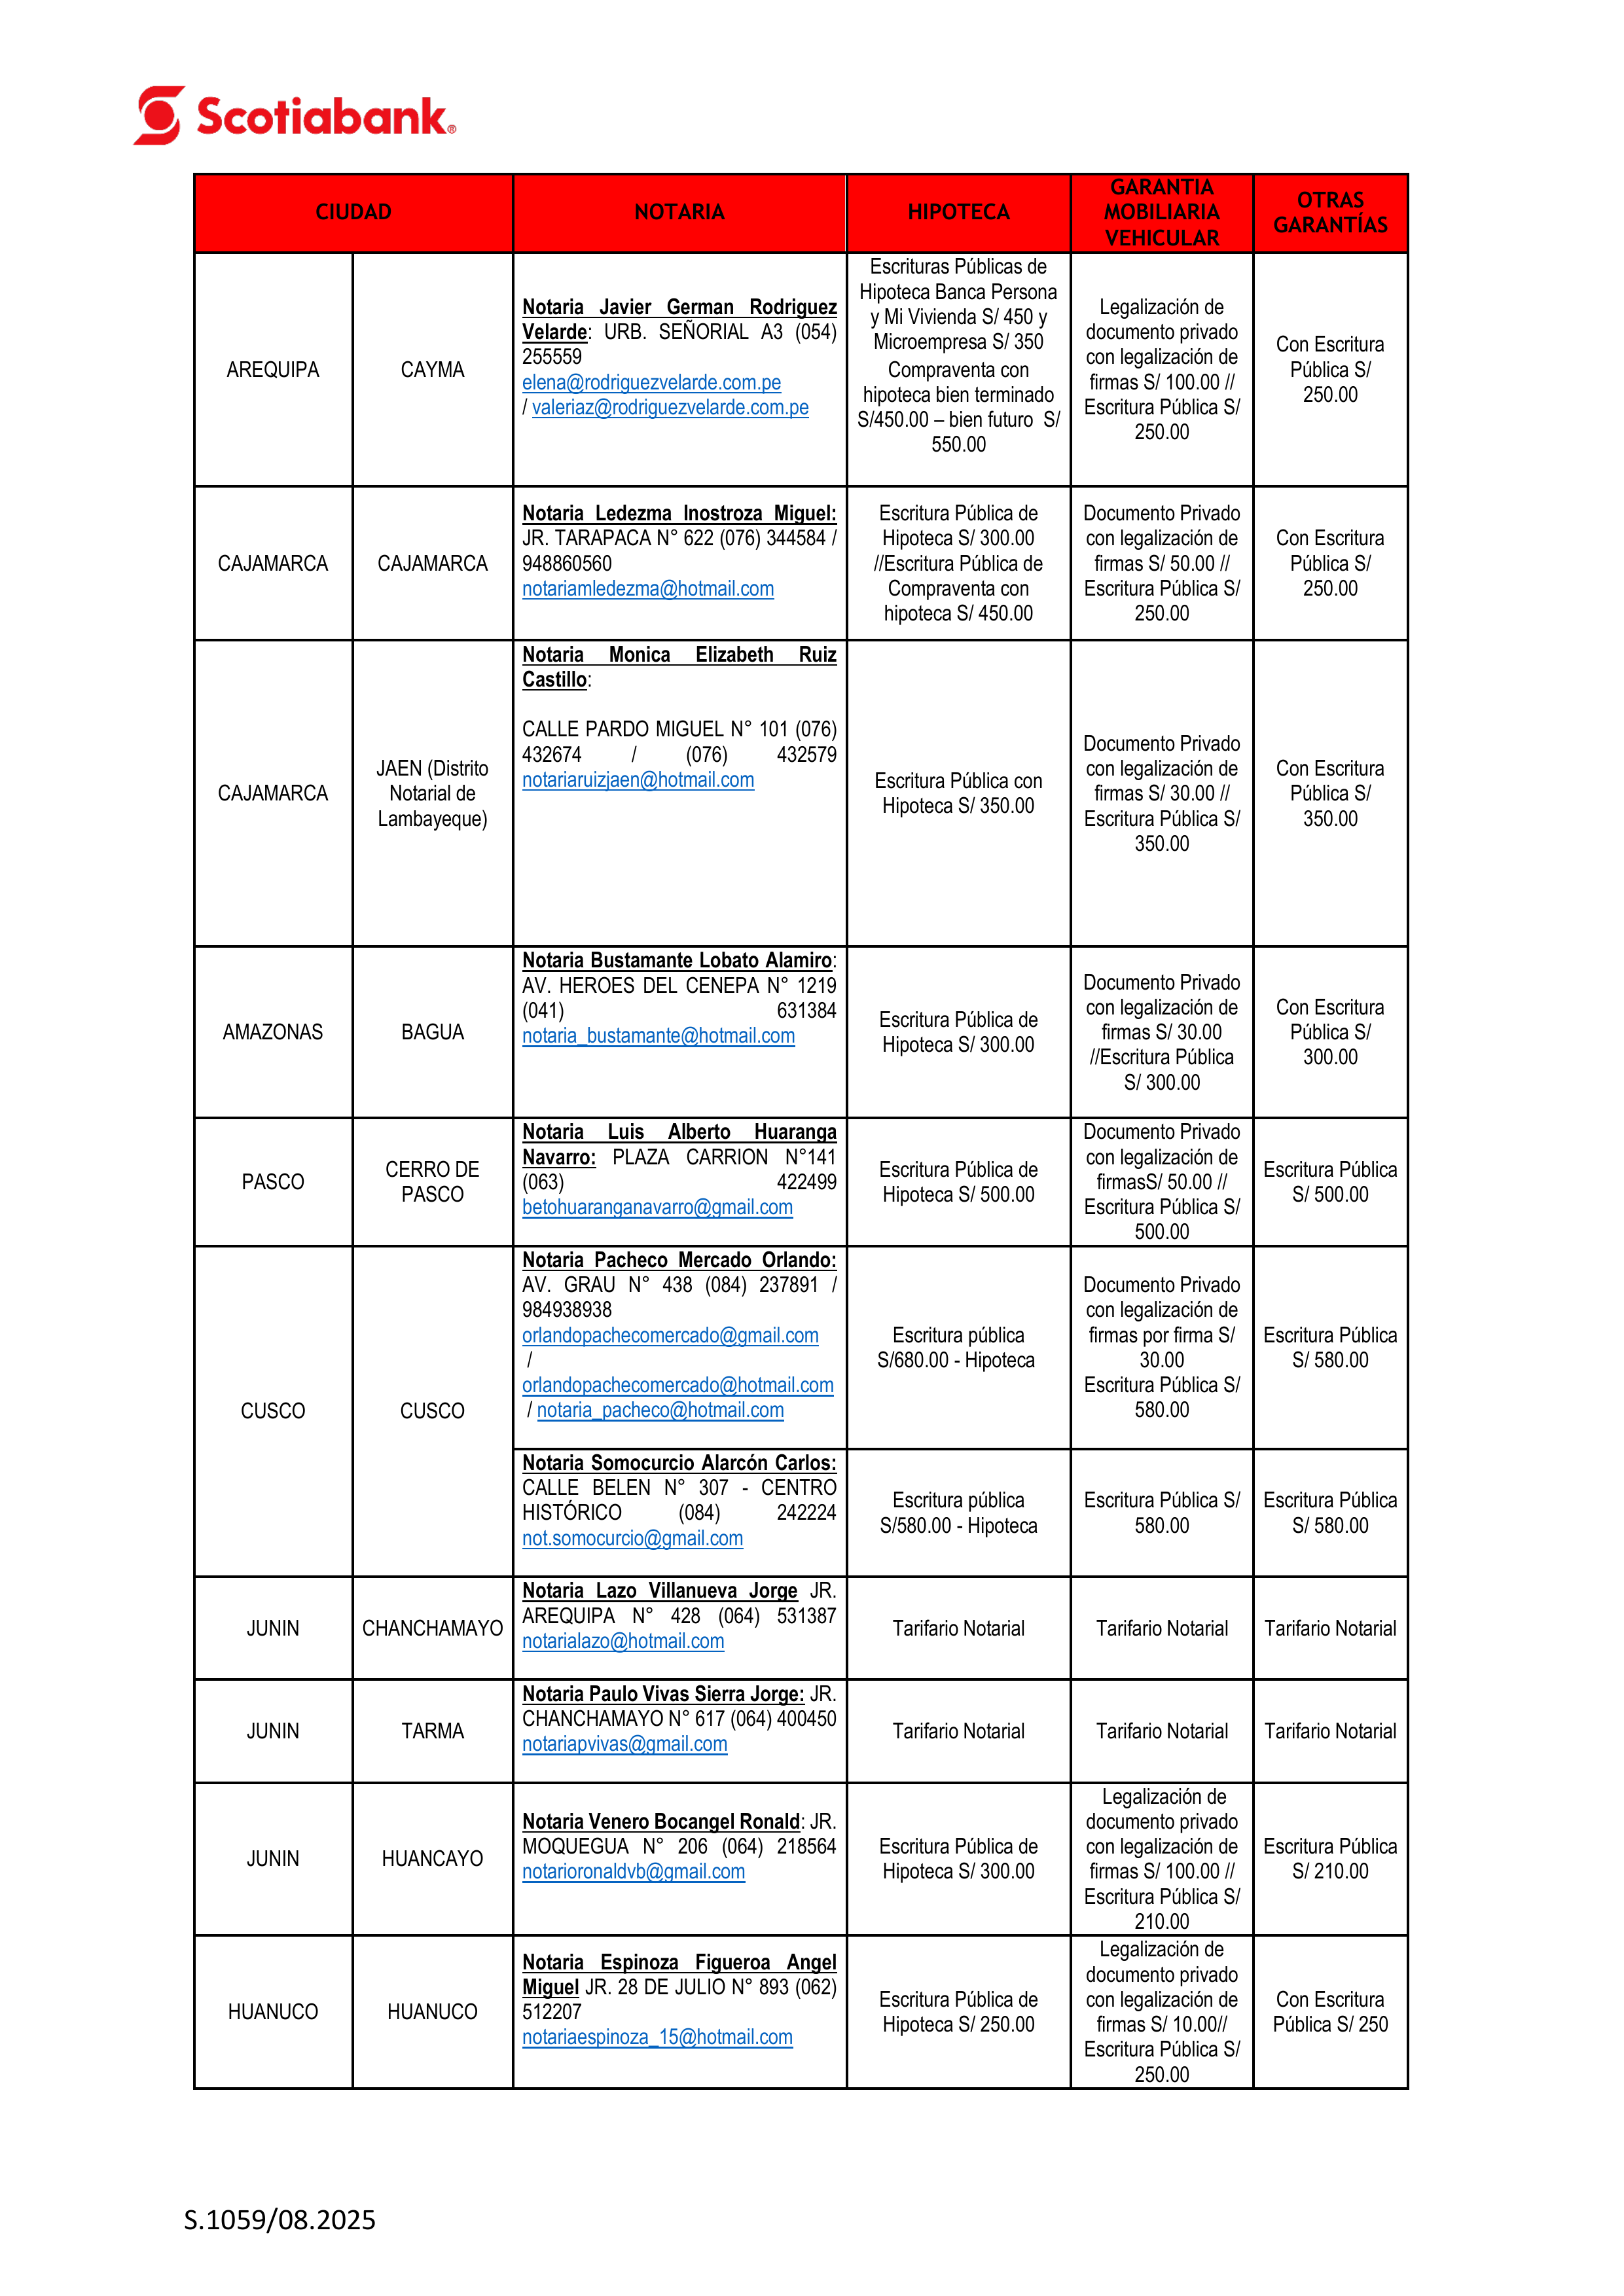 Scotiabank®
CIUDAD
NOTARIA
HIPOTECA
GARANTIA
MOBILIARIA
VEHICULAR
OTRAS
GARANTÍAS
AREQUIPA
CAYMA
Notaria Javier German Rodriguez
Velarde: URB. SEÑORIAL A3 (054)
255559
elena@rodriguezvelarde.com.pe
/ valeriaz@rodriguezvelarde.com.pe
Escrituras Públicas de
Hipoteca Banca Persona
y Mi Vivienda S/ 450 y
Microempresa S/ 350
Compraventa con
hipoteca bien terminado
S/450.00 – bien futuro S/
550.00
Legalización de
documento privado
con legalización de
firmas S/ 100.00 //
Escritura Pública S/
250.00
Con Escritura
Pública S/
250.00
CAJAMARCA
CAJAMARCA
Notaria Ledezma Inostroza Miguel:
JR. TARAPACA N° 622 (076) 344584 /
948860560
notariamledezma@hotmail.com
Escritura Pública de
Hipoteca S/ 300.00
//Escritura Pública de
Compraventa con
hipoteca S/ 450.00
Documento Privado
con legalización de
firmas S/ 50.00 //
Escritura Pública S/
250.00
Con Escritura
Pública S/
250.00
CAJAMARCA
JAEN (Distrito
Notarial de
Lambayeque)
Notaria Monica Elizabeth Ruiz
Castillo:
CALLE PARDO MIGUEL N° 101 (076)
432674 / (076) 432579
notariaruizjaen@hotmail.com
Escritura Pública con
Hipoteca S/ 350.00
Documento Privado
con legalización de
firmas S/ 30.00 //
Escritura Pública S/
350.00
Con Escritura
Pública S/
350.00
AMAZONAS
BAGUA
Notaria Bustamante Lobato Alamiro:
AV. HEROES DEL CENEPA N° 1219
(041) 631384
notaria_bustamante@hotmail.com
Escritura Pública de
Hipoteca S/ 300.00
Documento Privado
con legalización de
firmas S/ 30.00
//Escritura Pública
S/ 300.00
Con Escritura
Pública S/
300.00
PASCO
CERRO DE
PASCO
Notaria Luis Alberto Huaranga
Navarro: PLAZA CARRION N°141
(063) 422499
betohuaranganavarro@gmail.com
Escritura Pública de
Hipoteca S/ 500.00
Documento Privado
con legalización de
firmasS/ 50.00 //
Escritura Pública S/
500.00
Escritura Pública
S/ 500.00
CUSCO
CUSCO
Notaria Pacheco Mercado Orlando:
AV. GRAU N° 438 (084) 237891 /
984938938
orlandopachecomercado@gmail.com
/
orlandopachecomercado@hotmail.com
/ notaria_pacheco@hotmail.com
Escritura pública
S/680.00 - Hipoteca
Documento Privado
con legalización de
firmas por firma S/
30.00
Escritura Pública S/
580.00
Escritura Pública
S/ 580.00
Notaria Somocurcio Alarcón Carlos:
CALLE BELEN N° 307 - CENTRO
HISTÓRICO (084) 242224
not.somocurcio@gmail.com
Escritura pública
S/580.00 - Hipoteca
Escritura Pública S/
580.00
Escritura Pública
S/ 580.00
JUNIN
CHANCHAMAYO
Notaria Lazo Villanueva Jorge JR.
AREQUIPA N° 428 (064) 531387
notarialazo@hotmail.com
Tarifario Notarial
Tarifario Notarial
Tarifario Notarial
JUNIN
TARMA
Notaria Paulo Vivas Sierra Jorge: JR.
CHANCHAMAYO N° 617 (064) 400450
notariapvivas@gmail.com
Tarifario Notarial
Tarifario Notarial
Tarifario Notarial
JUNIN
HUANCAYO
Notaria Venero Bocangel Ronald: JR.
MOQUEGUA N° 206 (064) 218564
notarioronaldvb@gmail.com
Escritura Pública de
Hipoteca S/ 300.00
Legalización de
documento privado
con legalización de
firmas S/ 100.00 //
Escritura Pública S/
210.00
Escritura Pública
S/ 210.00
HUANUCO
HUANUCO
Notaria Espinoza Figueroa Angel
Miguel JR. 28 DE JULIO N° 893 (062)
512207
notariaespinoza_15@hotmail.com
Escritura Pública de
Hipoteca S/ 250.00
Legalización de
documento privado
con legalización de
firmas S/ 10.00//
Escritura Pública S/
250.00
Con Escritura
Pública S/ 250
S.1059/08.2025